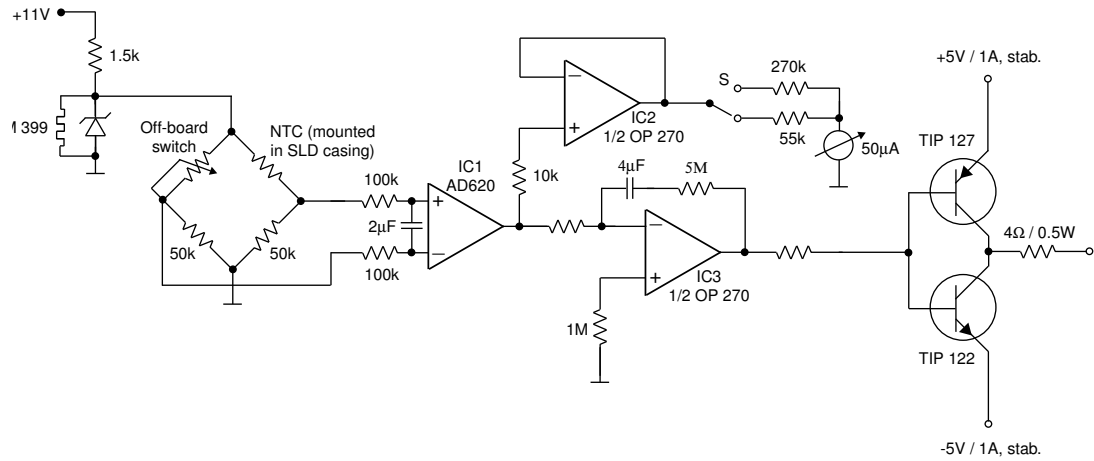 +11V
1.5k
399
Off-board
switch
NTC (mounted
in SLD casing)
50k
50k
100k
2μF
100k
IC1
AD620
+
−
10k
−
+
IC2
1/2 OP 270
S
270k
55k
50μA
4μF
5M
−
+
IC3
1/2 OP 270
1M
+5V / 1A, stab.
TIP 127
4Ω / 0.5W
TIP 122
-5V / 1A, stab.